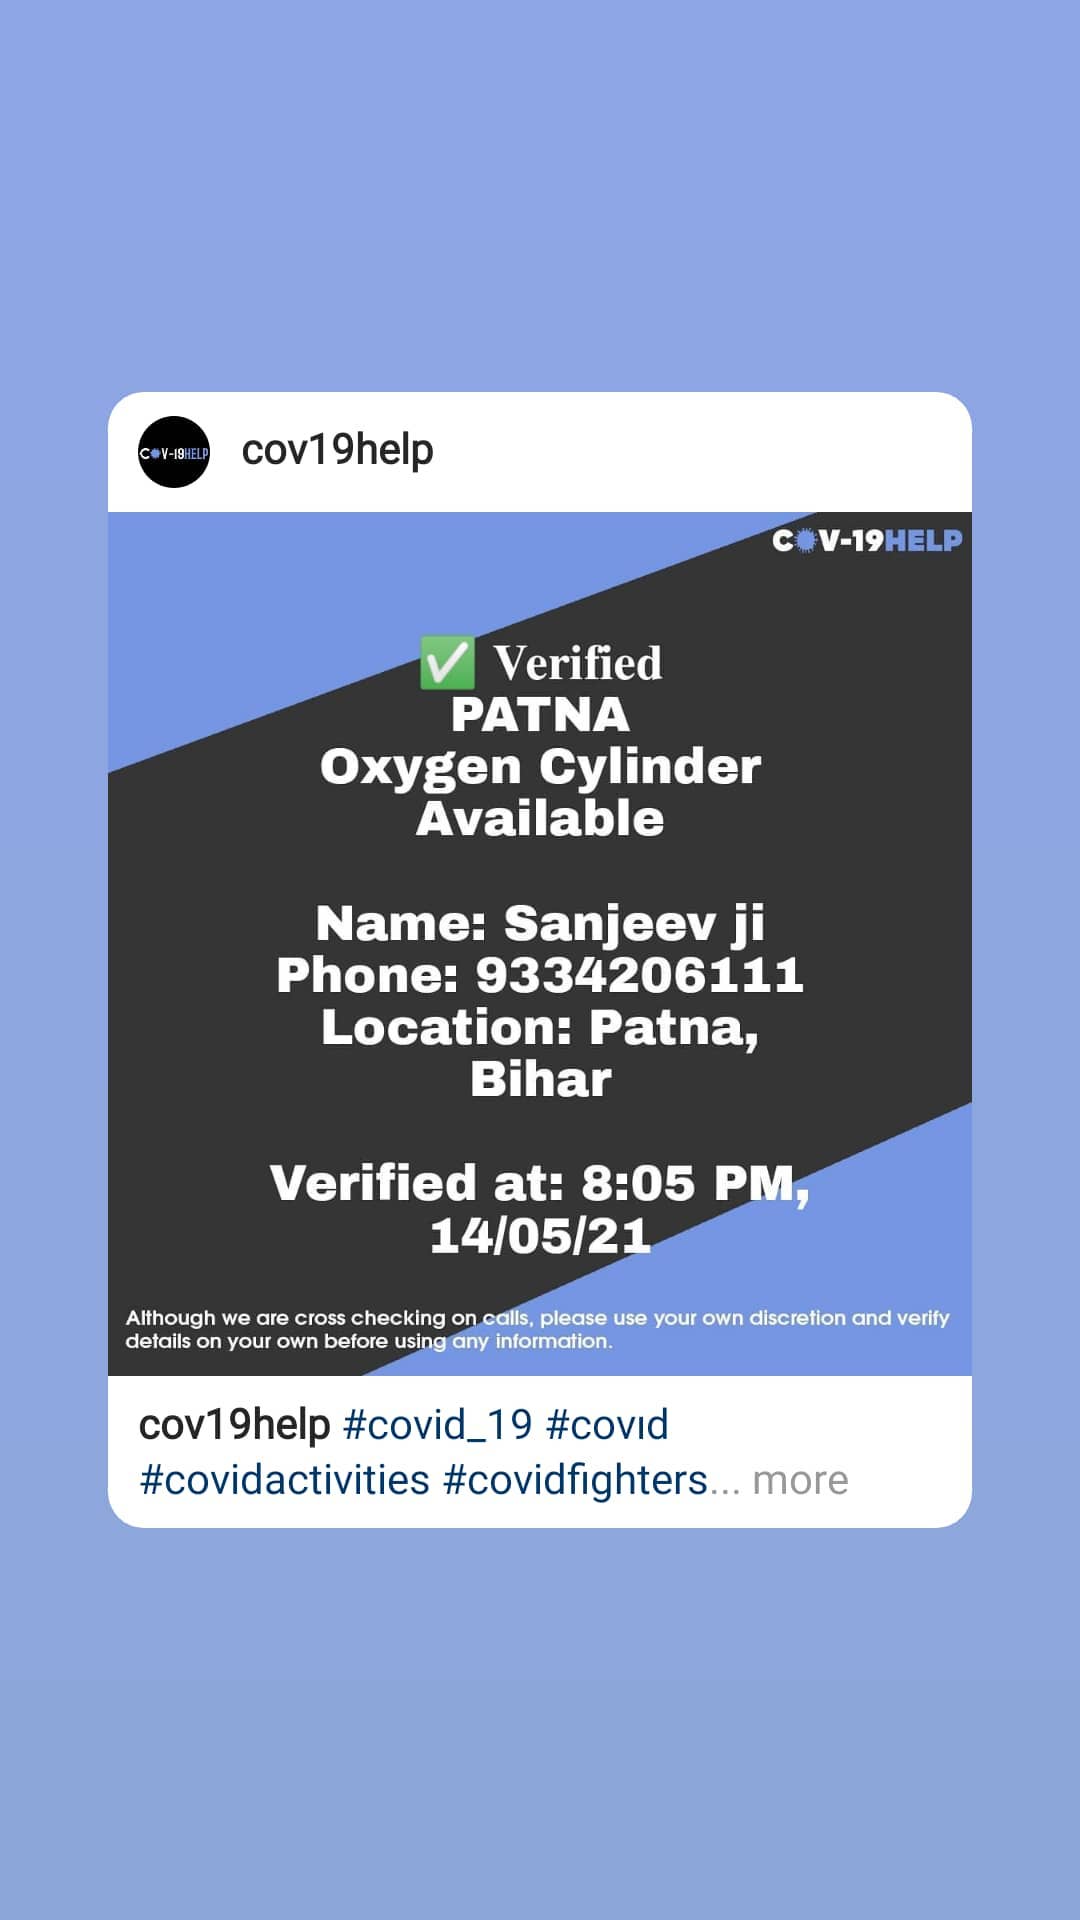 C V-19HELP
cov19help
C V-19HELP
✅ Verified
PATNA
Oxygen Cylinder
Available
Name: Sanjeev ji
Phone: 9334206111
Location: Patna,
Bihar
Verified at: 8:05 PM,
14/05/21
Although we are cross checking on calls, please use your own discretion and verify
details on your own before using any information.
cov19help #covid_19 #covıd
#covidactivities #covidfighters... more